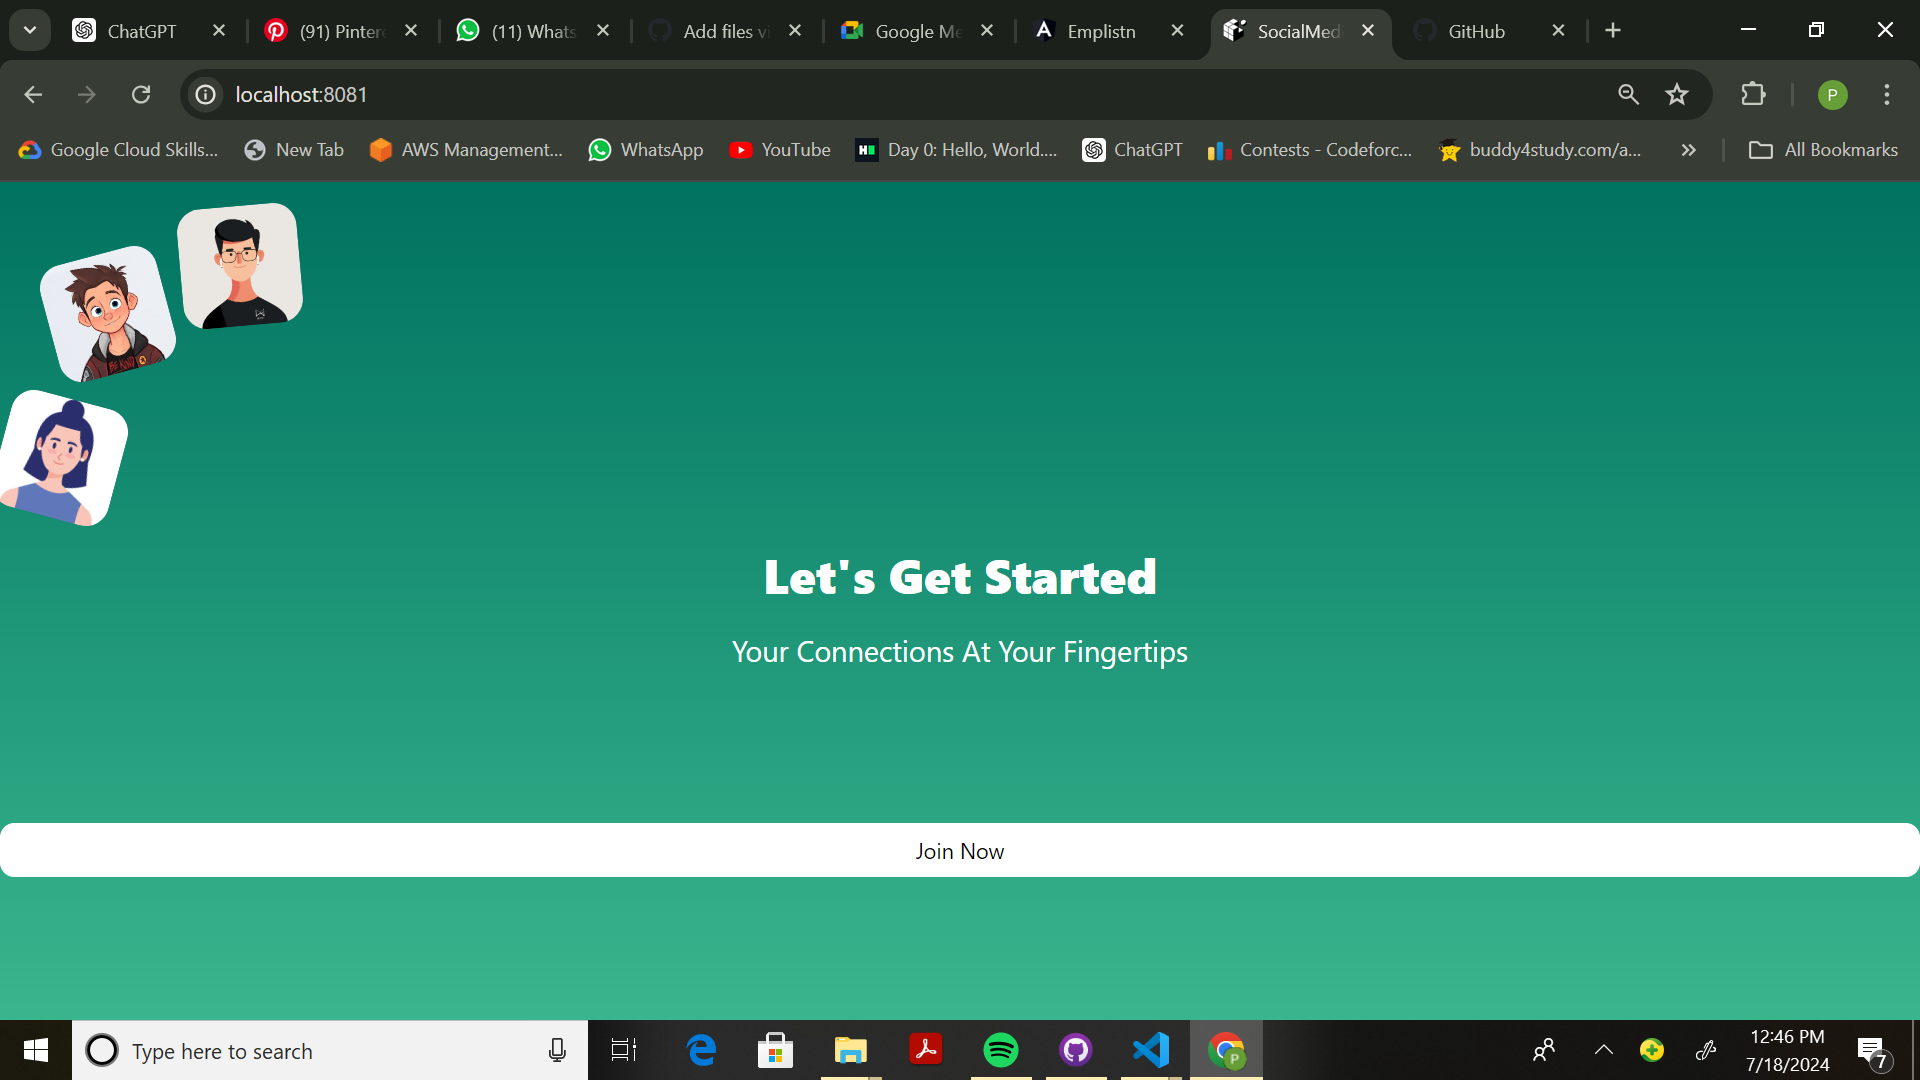 ChatGPT
(91) Pintere
(11) Whats
Add files vi
Google Me
Emplistn
SocialMed
GitHub
localhost:8081
P
Google Cloud Skills...
New Tab
AWS Management...
WhatsApp
YouTube
Day 0: Hello, World....
ChatGPT
Contests - Codeforc...
buddy4study.com/a...
All Bookmarks
Let's Get Started
Your Connections At Your Fingertips
Join Now
Type here to search
P
12:46 PM
7/18/2024
7